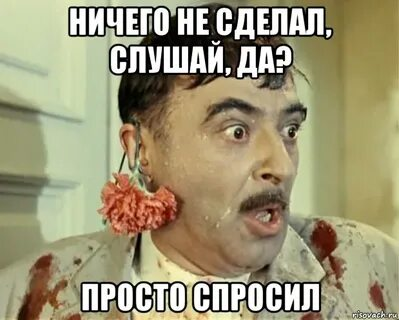 НИЧЕГО НЕ СДЕЛАЛ,
СЛУШАЙ, ДА?
ПРОСТО СПРОСИЛ
risovach.ru